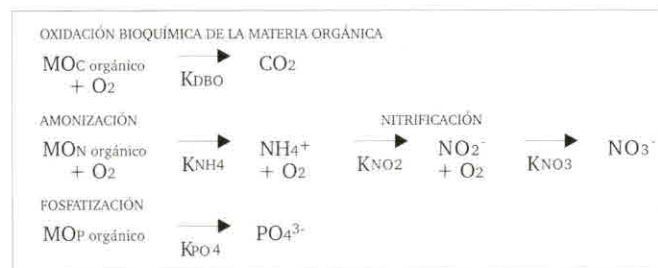 OXIDACIÓN BIOQUÍMICA DE LA MATERIA ORGÁNICA
MOC orgánico + O2 KDBO CO2
AMONIZACIÓN NITRIFICACIÓN
MON orgánico + O2 KNH4 NH4+ + O2 KNO2 NO2- + O2 KNO3 NO3-
FOSFATIZACIÓN
MOP orgánico KPO4 PO43-